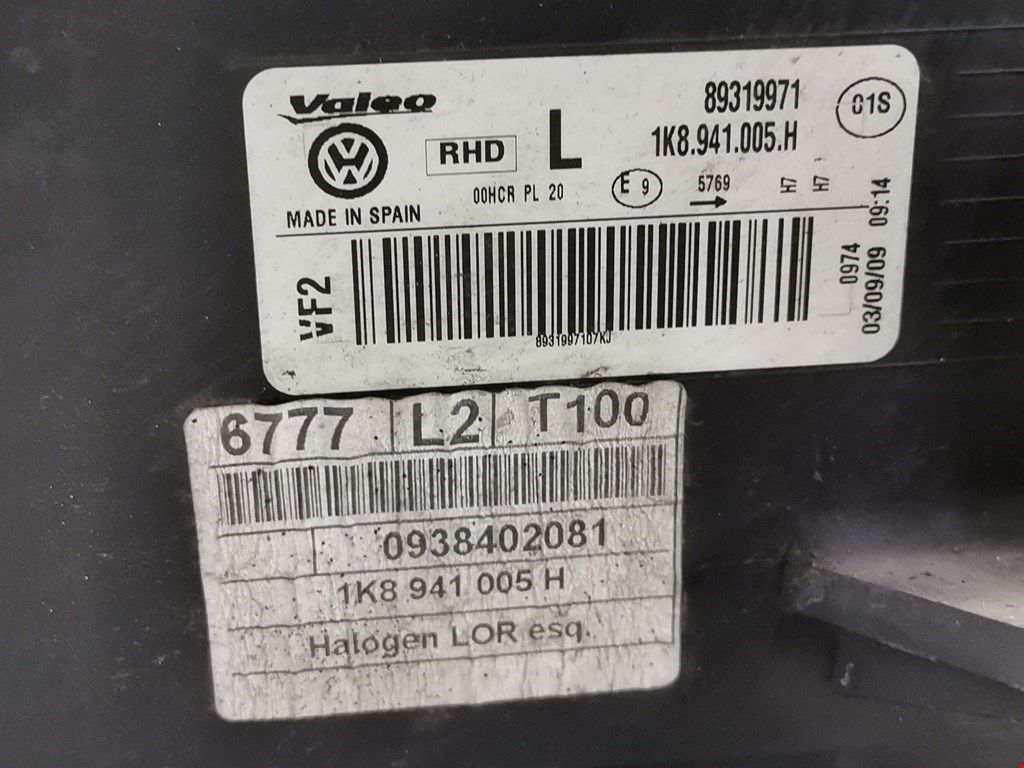 Valeo
89319971
01S
RHD L 1K8.941.005.H
00HCR PL 20 E 9 5769 H7 H7
MADE IN SPAIN
VF2
0974
03/09/09 09:14
8931997107KJ
6777 L2 T100
0938402081
1K8 941 005 H
Halogen LOR esq.